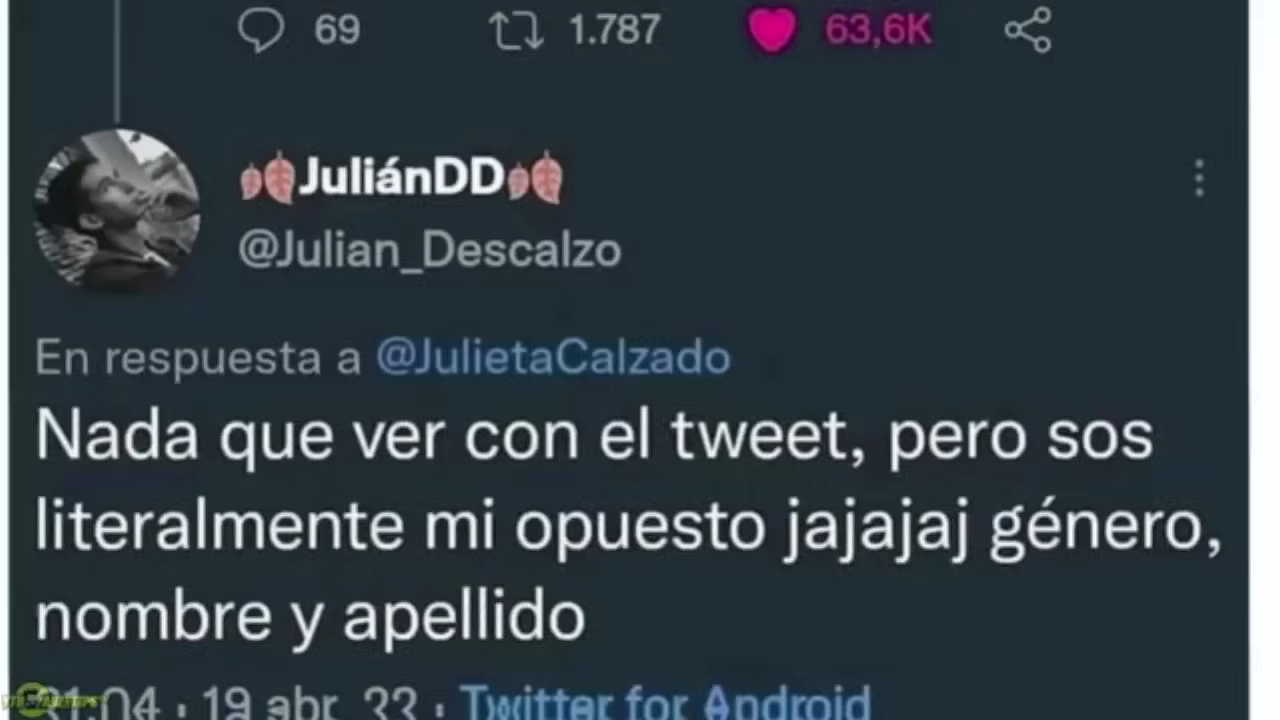 69 1.787 63,6K
JuliánDD
@Julian_Descalzo
En respuesta a @JulietaCalzado
Nada que ver con el tweet, pero sos
literalmente mi opuesto jajajaj género,
nombre y apellido
19 abr. · Twitter for Android